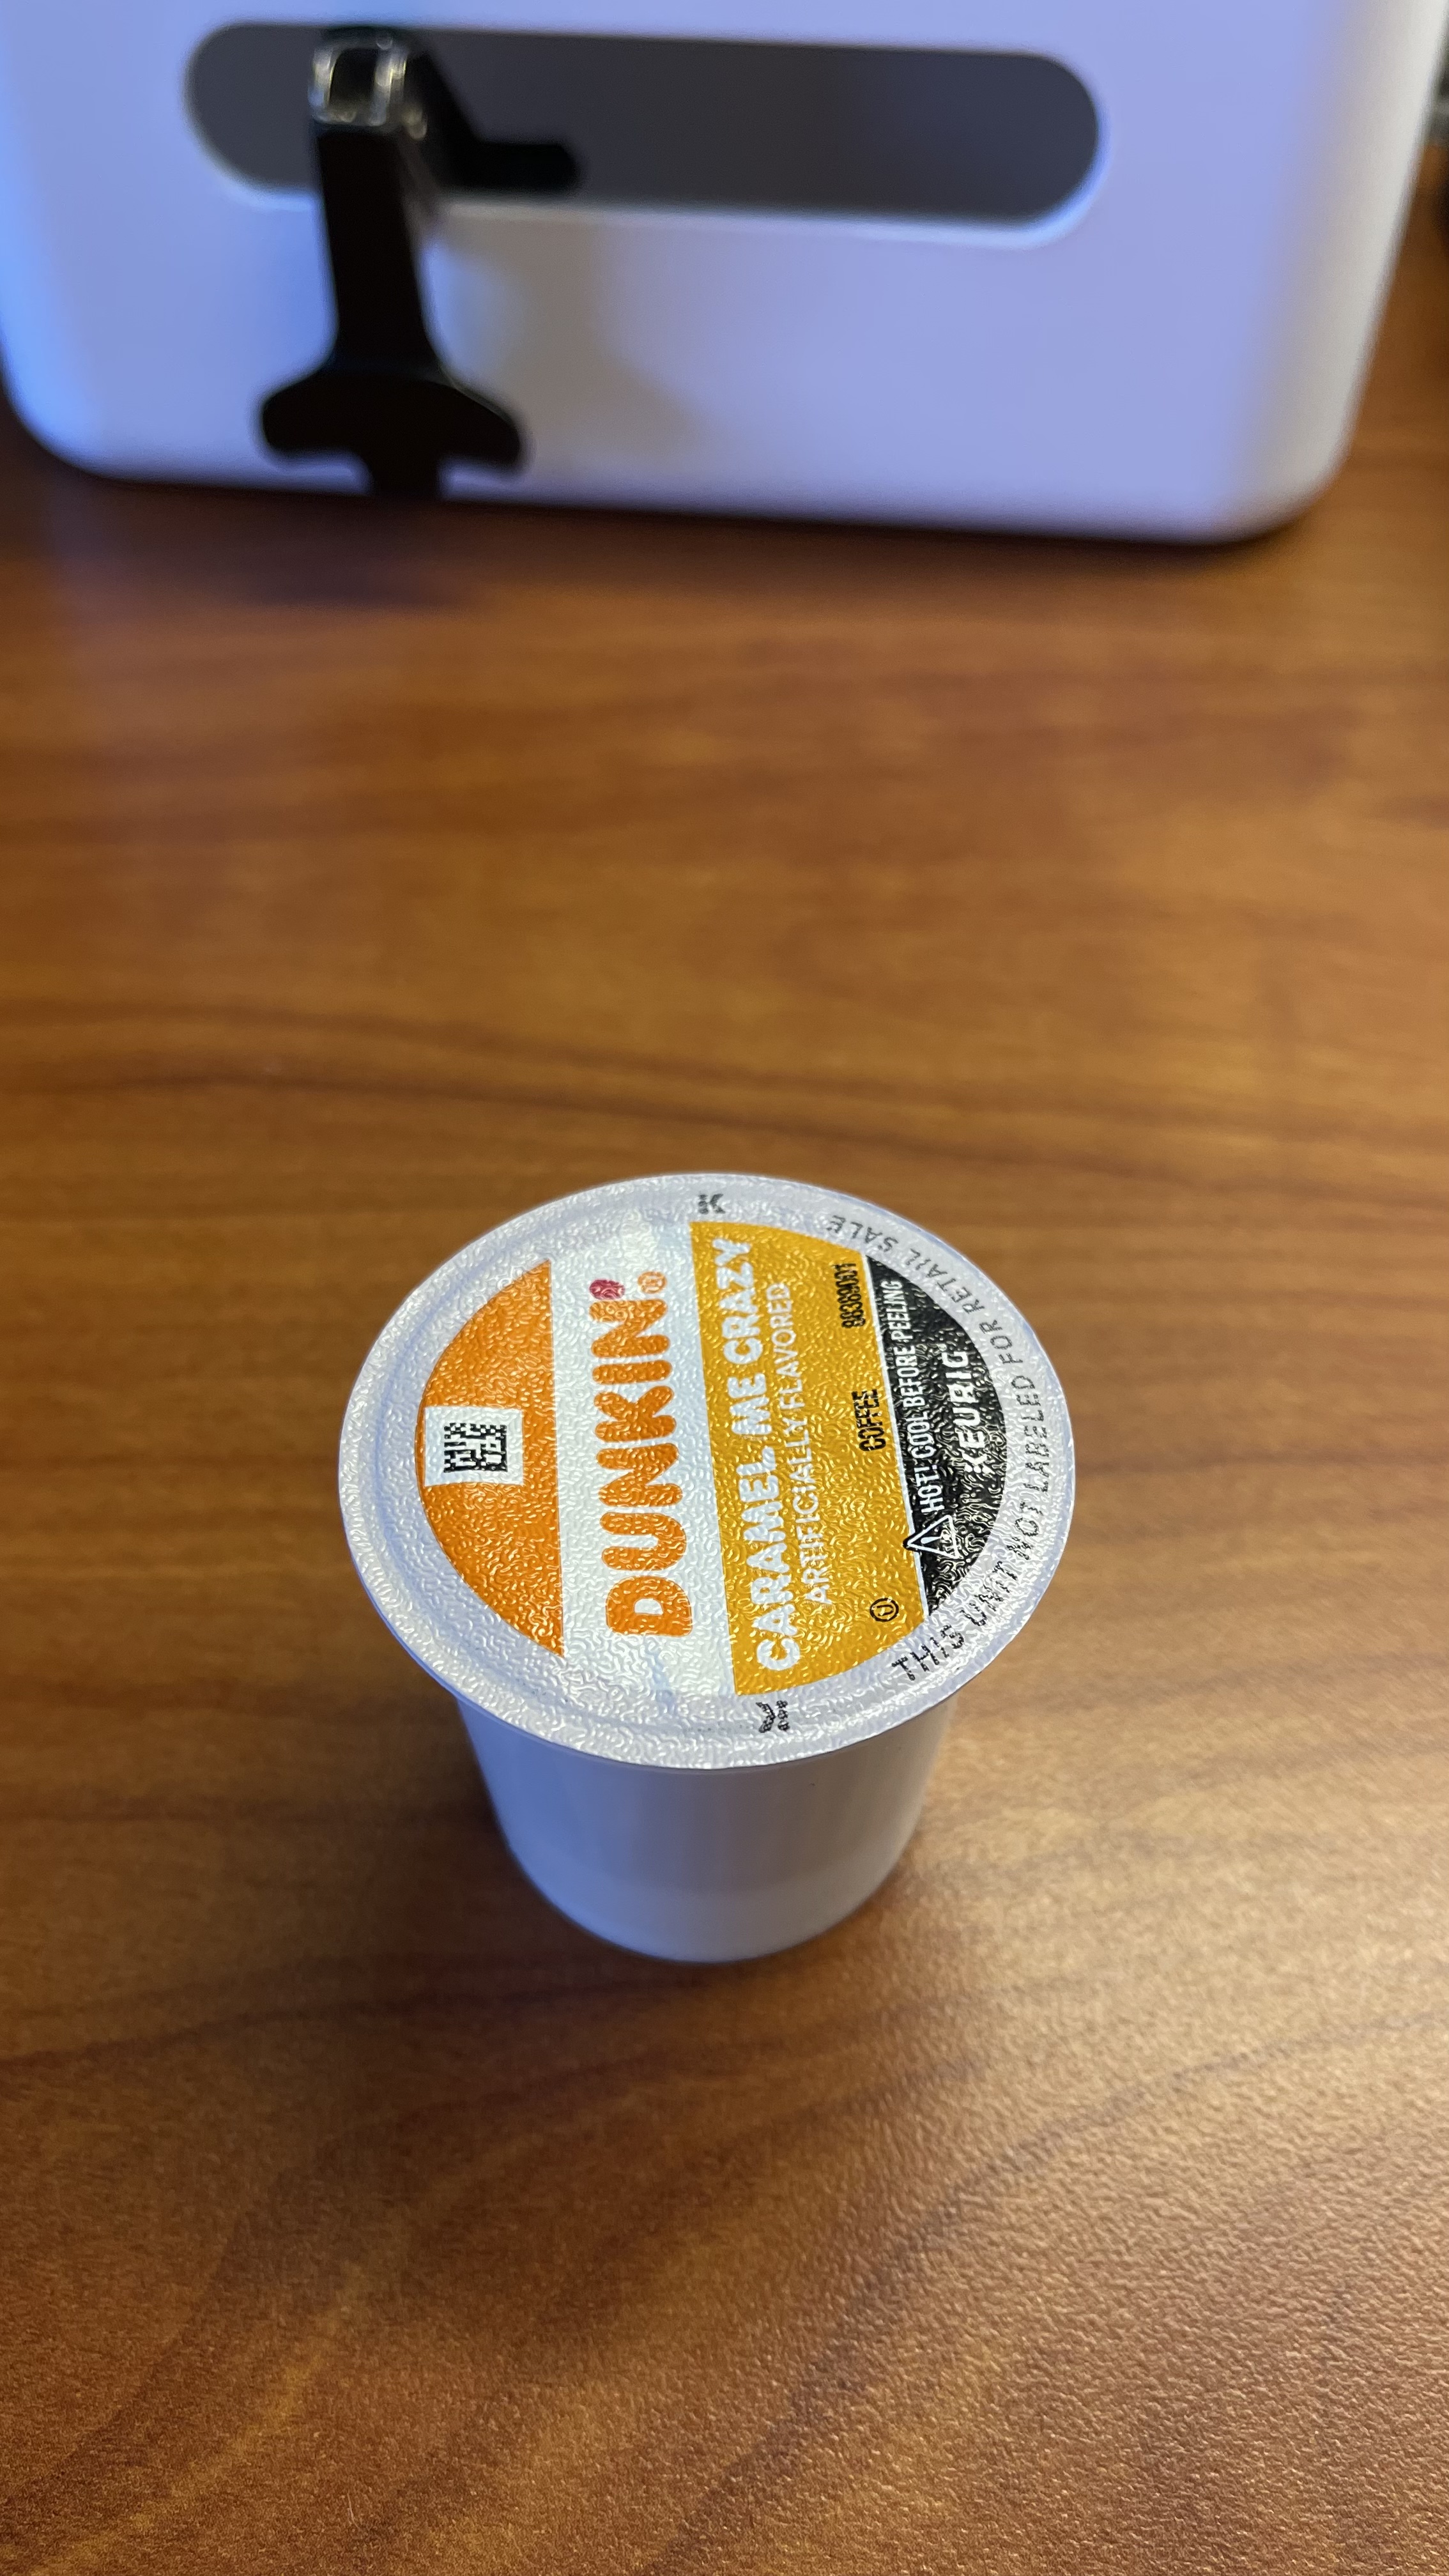 DUNKIN'®
CARAMEL ME CRAZY
ARTIFICIALLY FLAVORED
COFFEE
U
HOT! COOL BEFORE PEELING
KEURIG
THIS UNIT NOT LABELED FOR RETAIL SALE
K
K